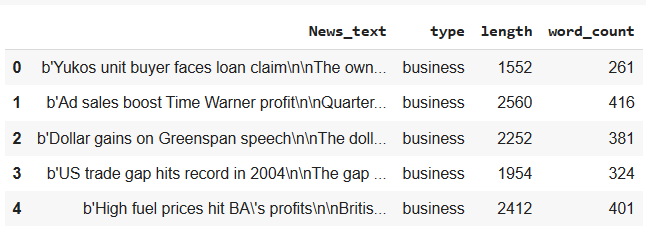 News_text type length word_count
0 b'Yukos unit buyer faces loan claim\n\nThe own... business 1552 261
1 b'Ad sales boost Time Warner profit\n\nQuarter... business 2560 416
2 b'Dollar gains on Greenspan speech\n\nThe doll... business 2252 381
3 b'US trade gap hits record in 2004\n\nThe gap ... business 1954 324
4 b'High fuel prices hit BA\'s profits\n\nBritis... business 2412 401